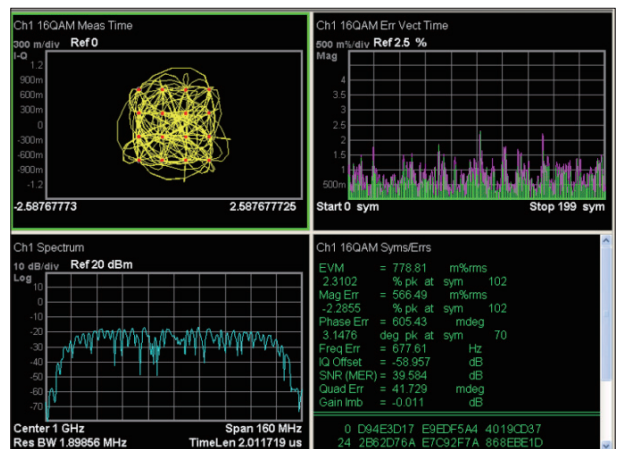 Ch1 16QAM Meas Time
300 m/div Ref 0
I-Q
1.2
900m
600m
300m
0
-300m
-600m
-900m
-1.2
-2.58767773 2.587677725
Ch1 16QAM Err Vect Time
500 m%/div Ref 2.5 %
Mag
4
3.5
3
2.5
2
1.5
500m
Start 0 sym Stop 199 sym
Ch1 Spectrum
10 dB/div Ref 20 dBm
Log
10
0
-10
-20
-30
-40
-50
-60
-70
Center 1 GHz Span 160 MHz
Res BW 1.89856 MHz TimeLen 2.011719 us
Ch1 16QAM Syms/Errs
EVM = 778.81 m%rms
2.3102 % pk at sym 102
Mag Err = 566.49 m%rms
-2.2855 % pk at sym 102
Phase Err = 605.43 mdeg
3.1476 deg pk at sym 70
Freq Err = 677.61 Hz
IQ Offset = -58.957 dB
SNR (MER) = 39.584 dB
Quad Err = 41.729 mdeg
Gain Imb = -0.011 dB
0 D94E3D17 E9EDF5A4 4019CD37
24 2B62D76A E7C92F7A 868EBE1D